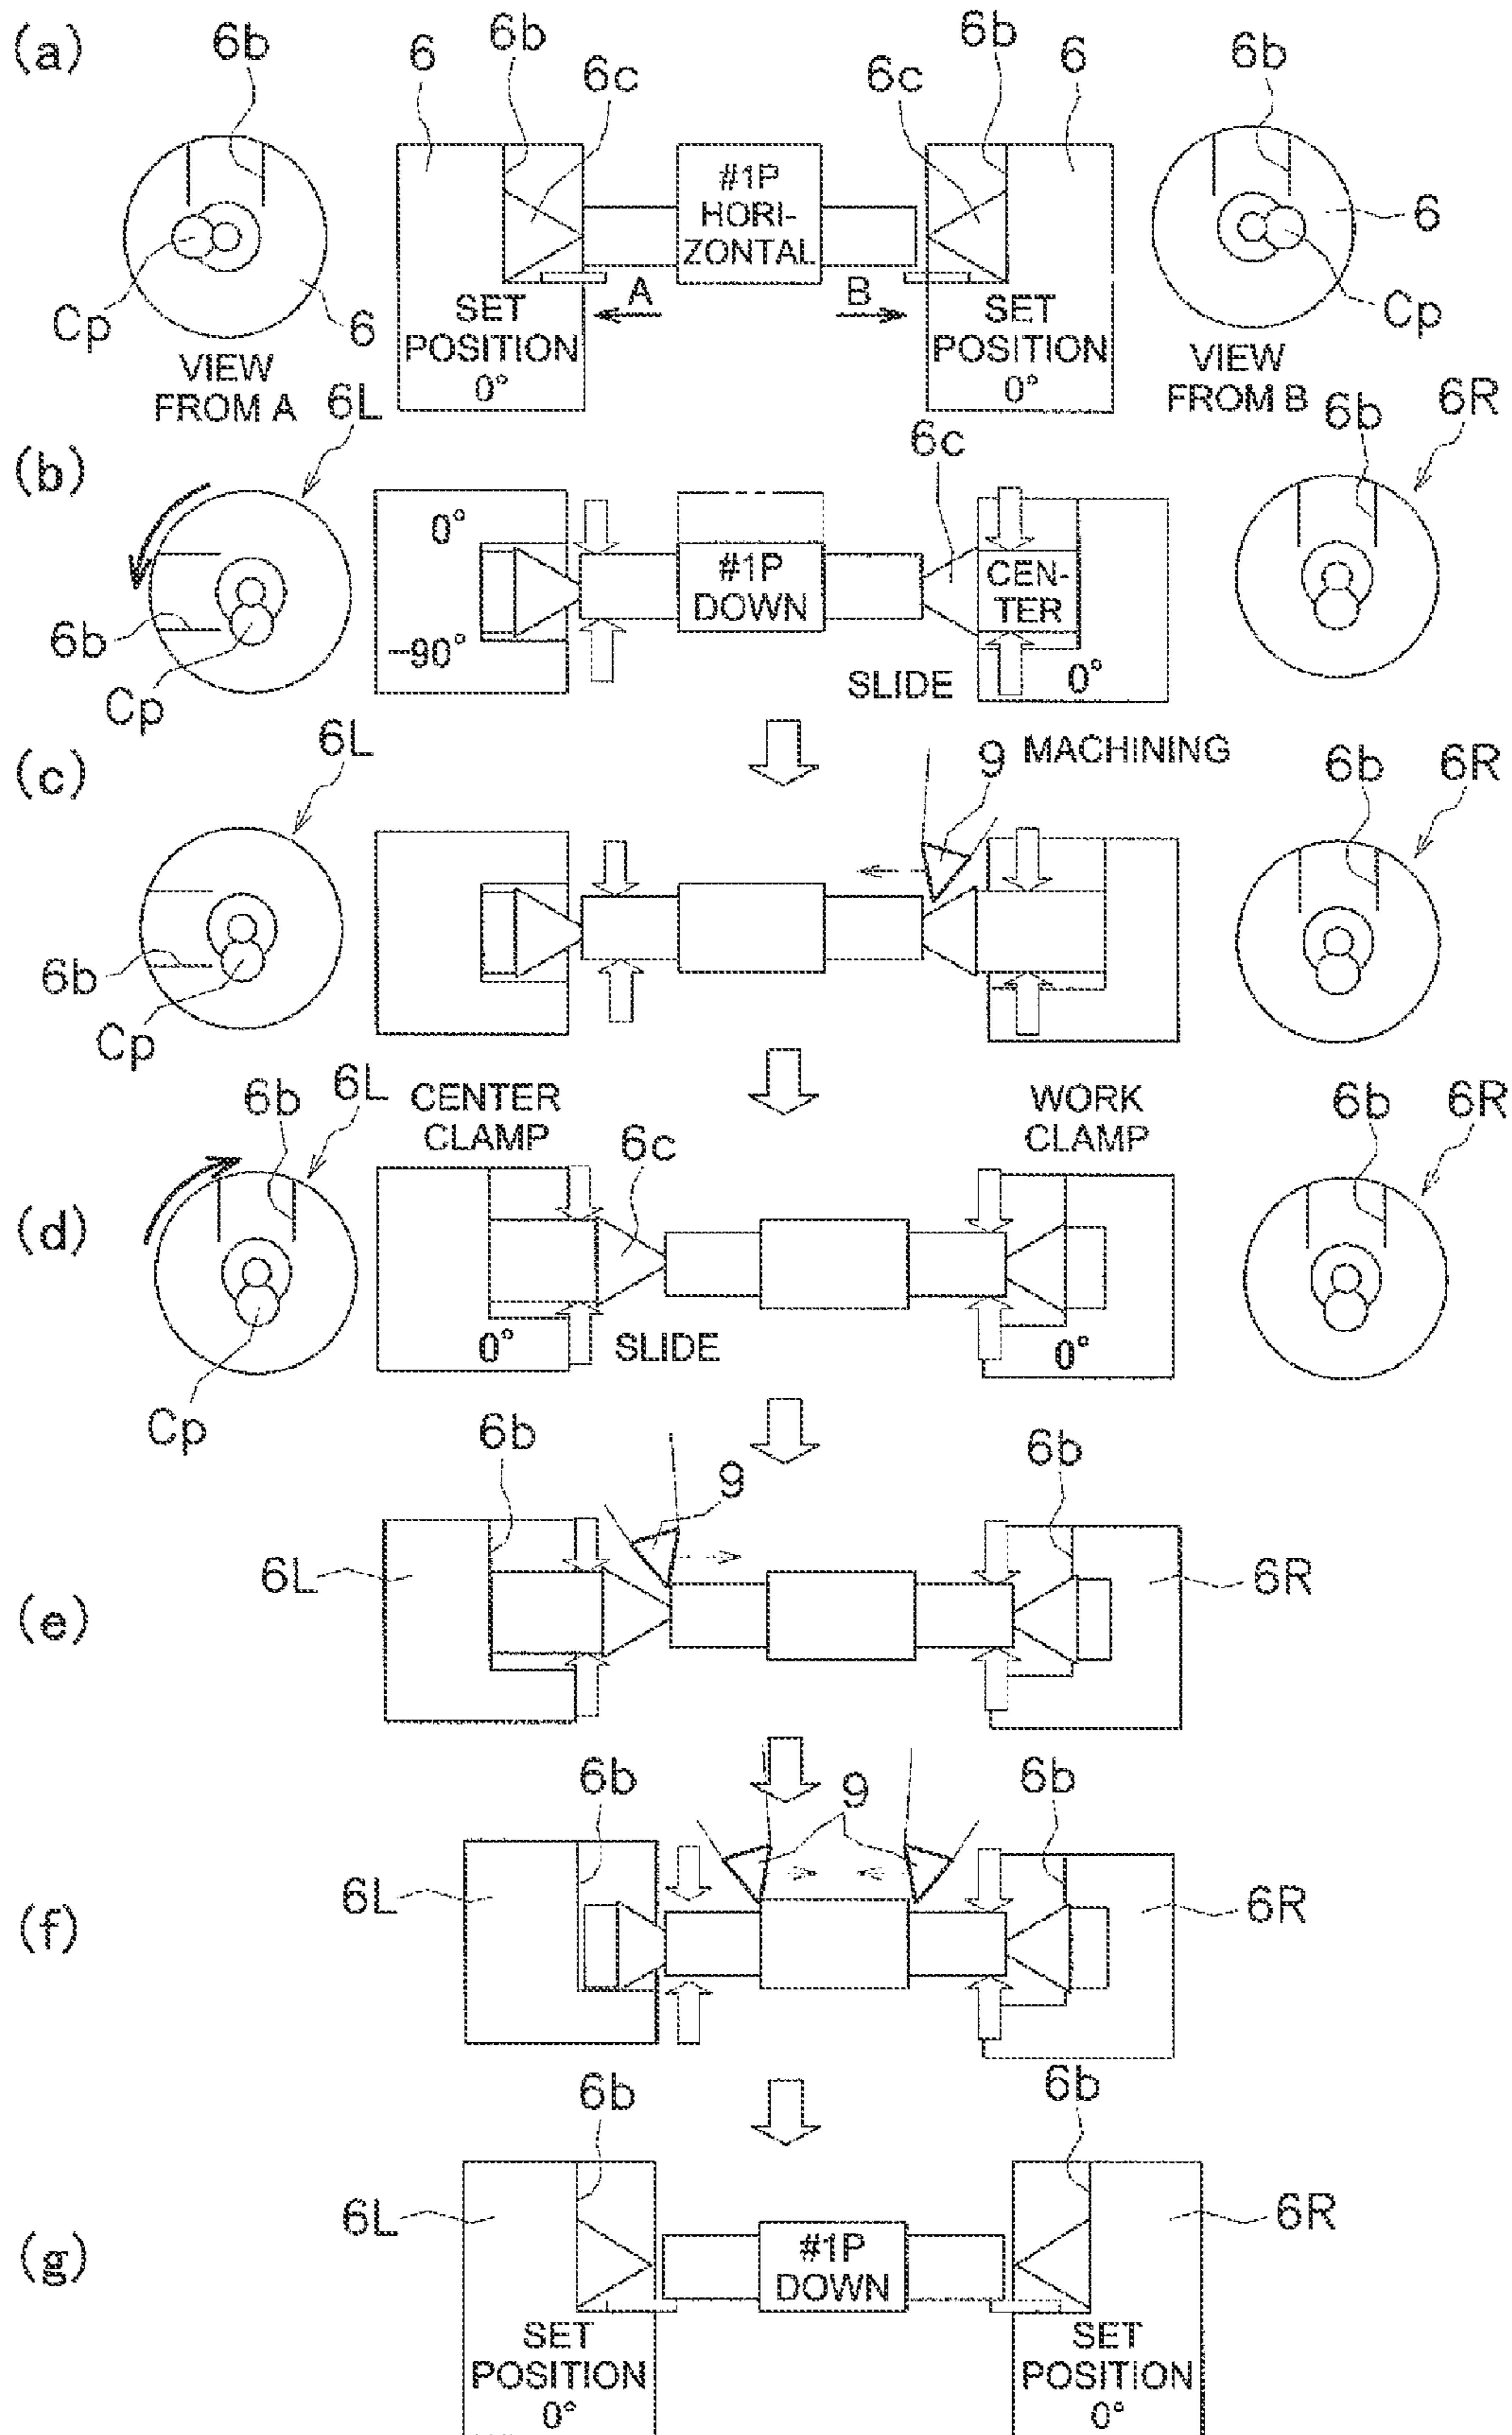 (a)
6b
6
6b
6c
6c
6b
6
6b
#1P
HORI-
ZONTAL
6
Cp
6
A
B
Cp
SET
POSITION
0°
SET
POSITION
0°
VIEW
FROM A
VIEW
FROM B
6L
6c
6b
6R
(b)
0°
#1P
DOWN
CEN-
TER
6b
-90°
Cp
SLIDE
0°
6L
9
MACHINING
6b
6R
(c)
6b
Cp
6b
6L
CENTER
CLAMP
6c
WORK
CLAMP
6b
6R
(d)
0°
SLIDE
0°
Cp
6b
9
6b
6L
6R
(e)
6b
9
6b
6L
6R
(f)
6b
6b
6L
6R
#1P
DOWN
(g)
SET
POSITION
0°
SET
POSITION
0°